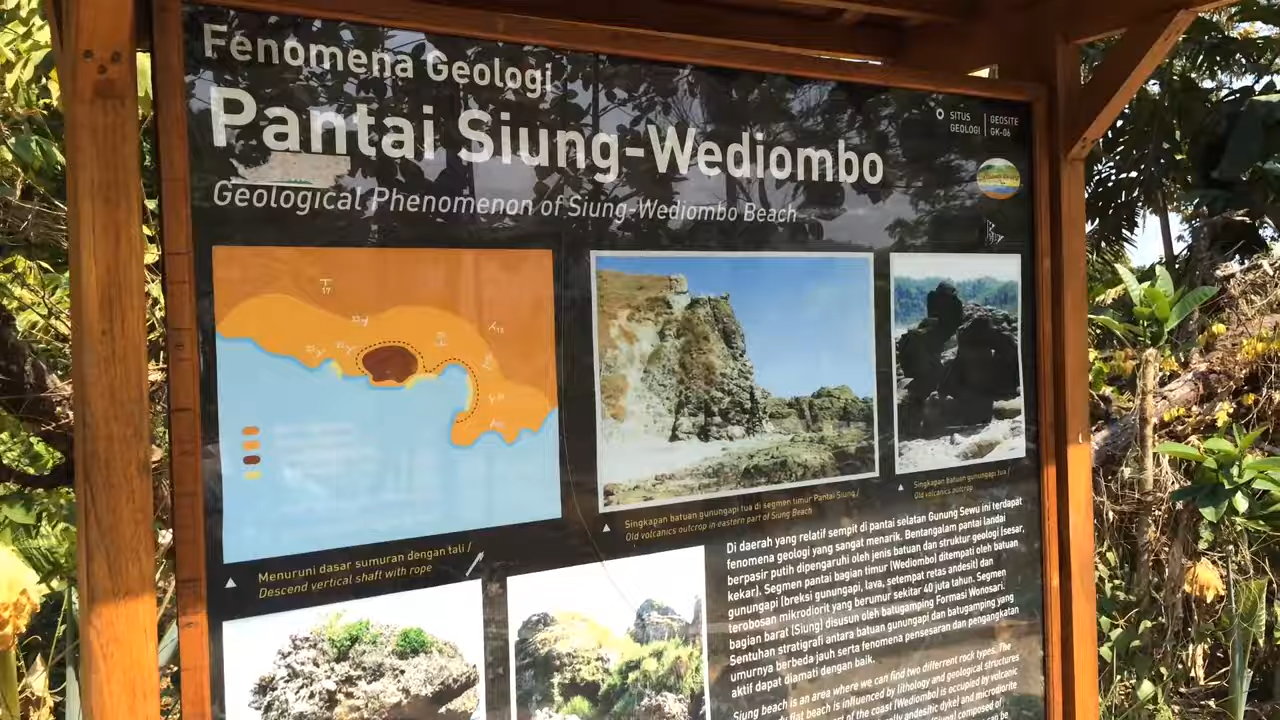 Fenomena Geologi
Pantai Siung-Wediombo
Geological Phenomenon of Siung-Wediombo Beach
SITUS GEOLOGI
GEOSITE GK-06
17
Menuruni dasar sumuran dengan tali /
Descend vertical shaft with rope
Singkapan batuan gunungapi tua di segmen timur Pantai Siung /
Old volcanics outcrop in eastern part of Siung Beach
Singkapan batuan gunungapi tua /
Old volcanics outcrop
Di daerah yang relatif sempit di pantai selatan Gunung Sewu ini terdapat
fenomena geologi yang sangat menarik. Bentangalam pantai landai
berpasir putih dipengaruhi oleh jenis batuan dan struktur geologi (sesar,
kekar). Segmen pantai bagian timur (Wediombo) ditempati oleh batuan
gunungapi (breksi gunungapi, lava, setempat retas andesit) dan
terobosan mikrodiorit yang berumur sekitar 40 juta tahun. Segmen
bagian barat (Siung) disusun oleh batugamping Formasi Wonosari.
Sentuhan stratigrafi antara batuan gunungapi dan batugamping yang
umurnya berbeda jauh serta fenomena pensesaran dan pengangkatan
aktif dapat diamati dengan baik.
Siung beach is an area where we can find two differrent rock types. The
flat beach is influenced by lithology and geological structures
part of the coast (Wediombo) is occupied by volcanic
andesitic dyke) and microdiorite
(Siung) composed of
can be